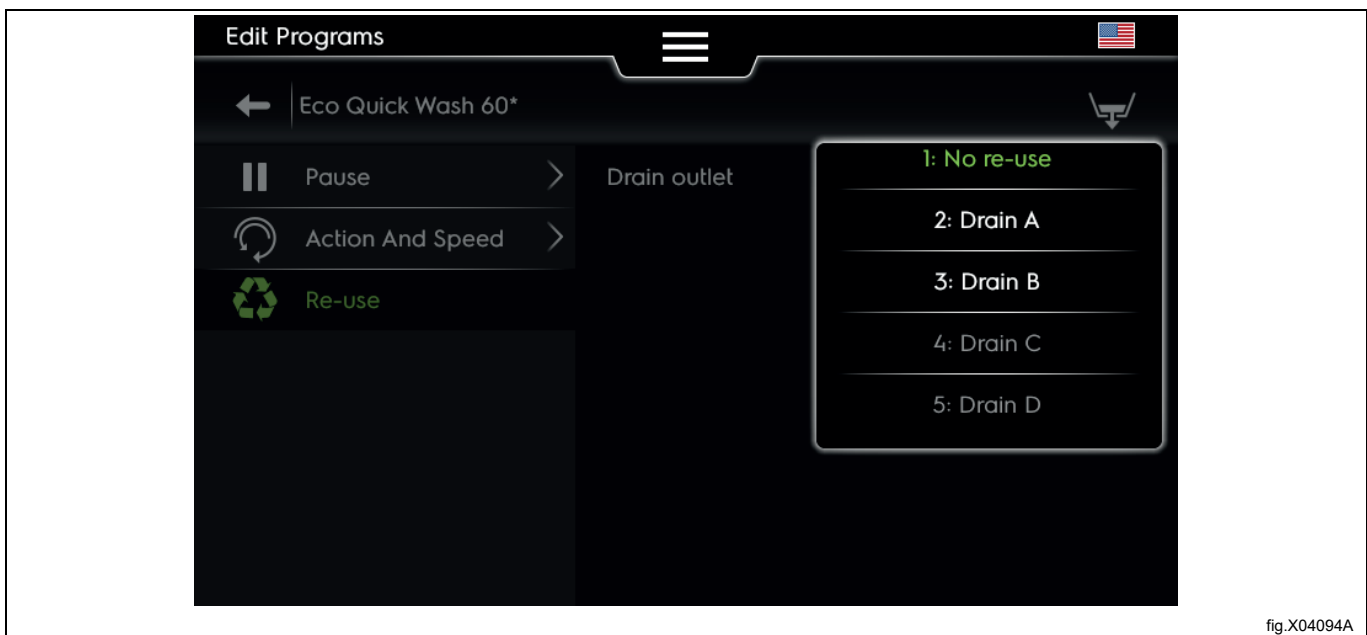 Edit Programs
Eco Quick Wash 60*
Pause
Action And Speed
Re-use
Drain outlet
1: No re-use
2: Drain A
3: Drain B
4: Drain C
5: Drain D
fig.X04094A